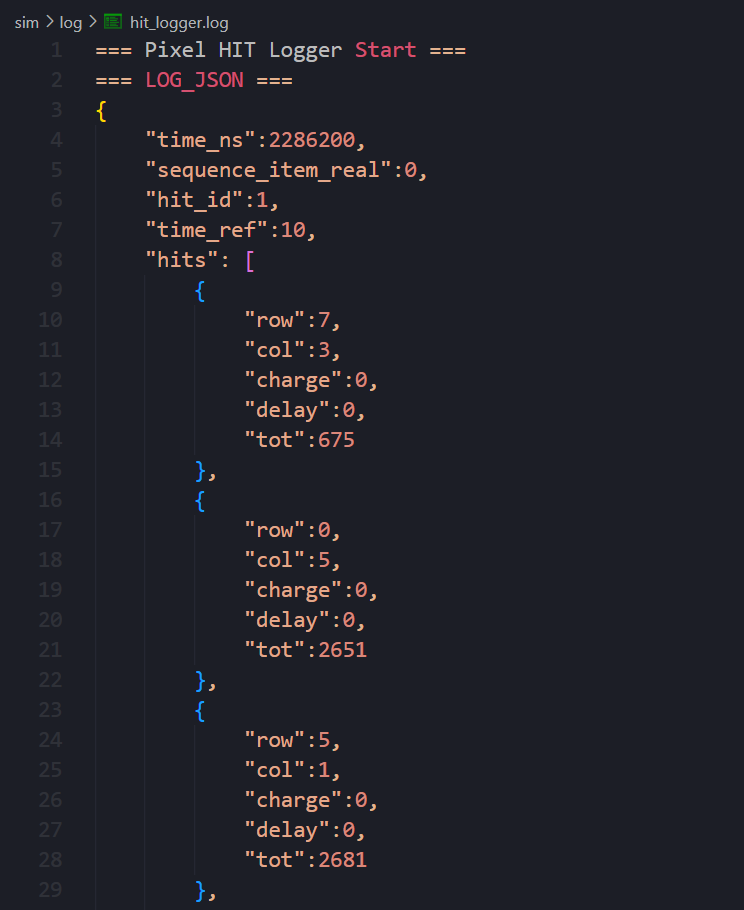 sim > log > hit_logger.log
1 === Pixel HIT Logger Start ===
2 === LOG_JSON ===
3 {
4     "time_ns":2286200,
5     "sequence_item_real":0,
6     "hit_id":1,
7     "time_ref":10,
8     "hits": [
9         {
10             "row":7,
11             "col":3,
12             "charge":0,
13             "delay":0,
14             "tot":675
15         },
16         {
17             "row":0,
18             "col":5,
19             "charge":0,
20             "delay":0,
21             "tot":2651
22         },
23         {
24             "row":5,
25             "col":1,
26             "charge":0,
27             "delay":0,
28             "tot":2681
29         },